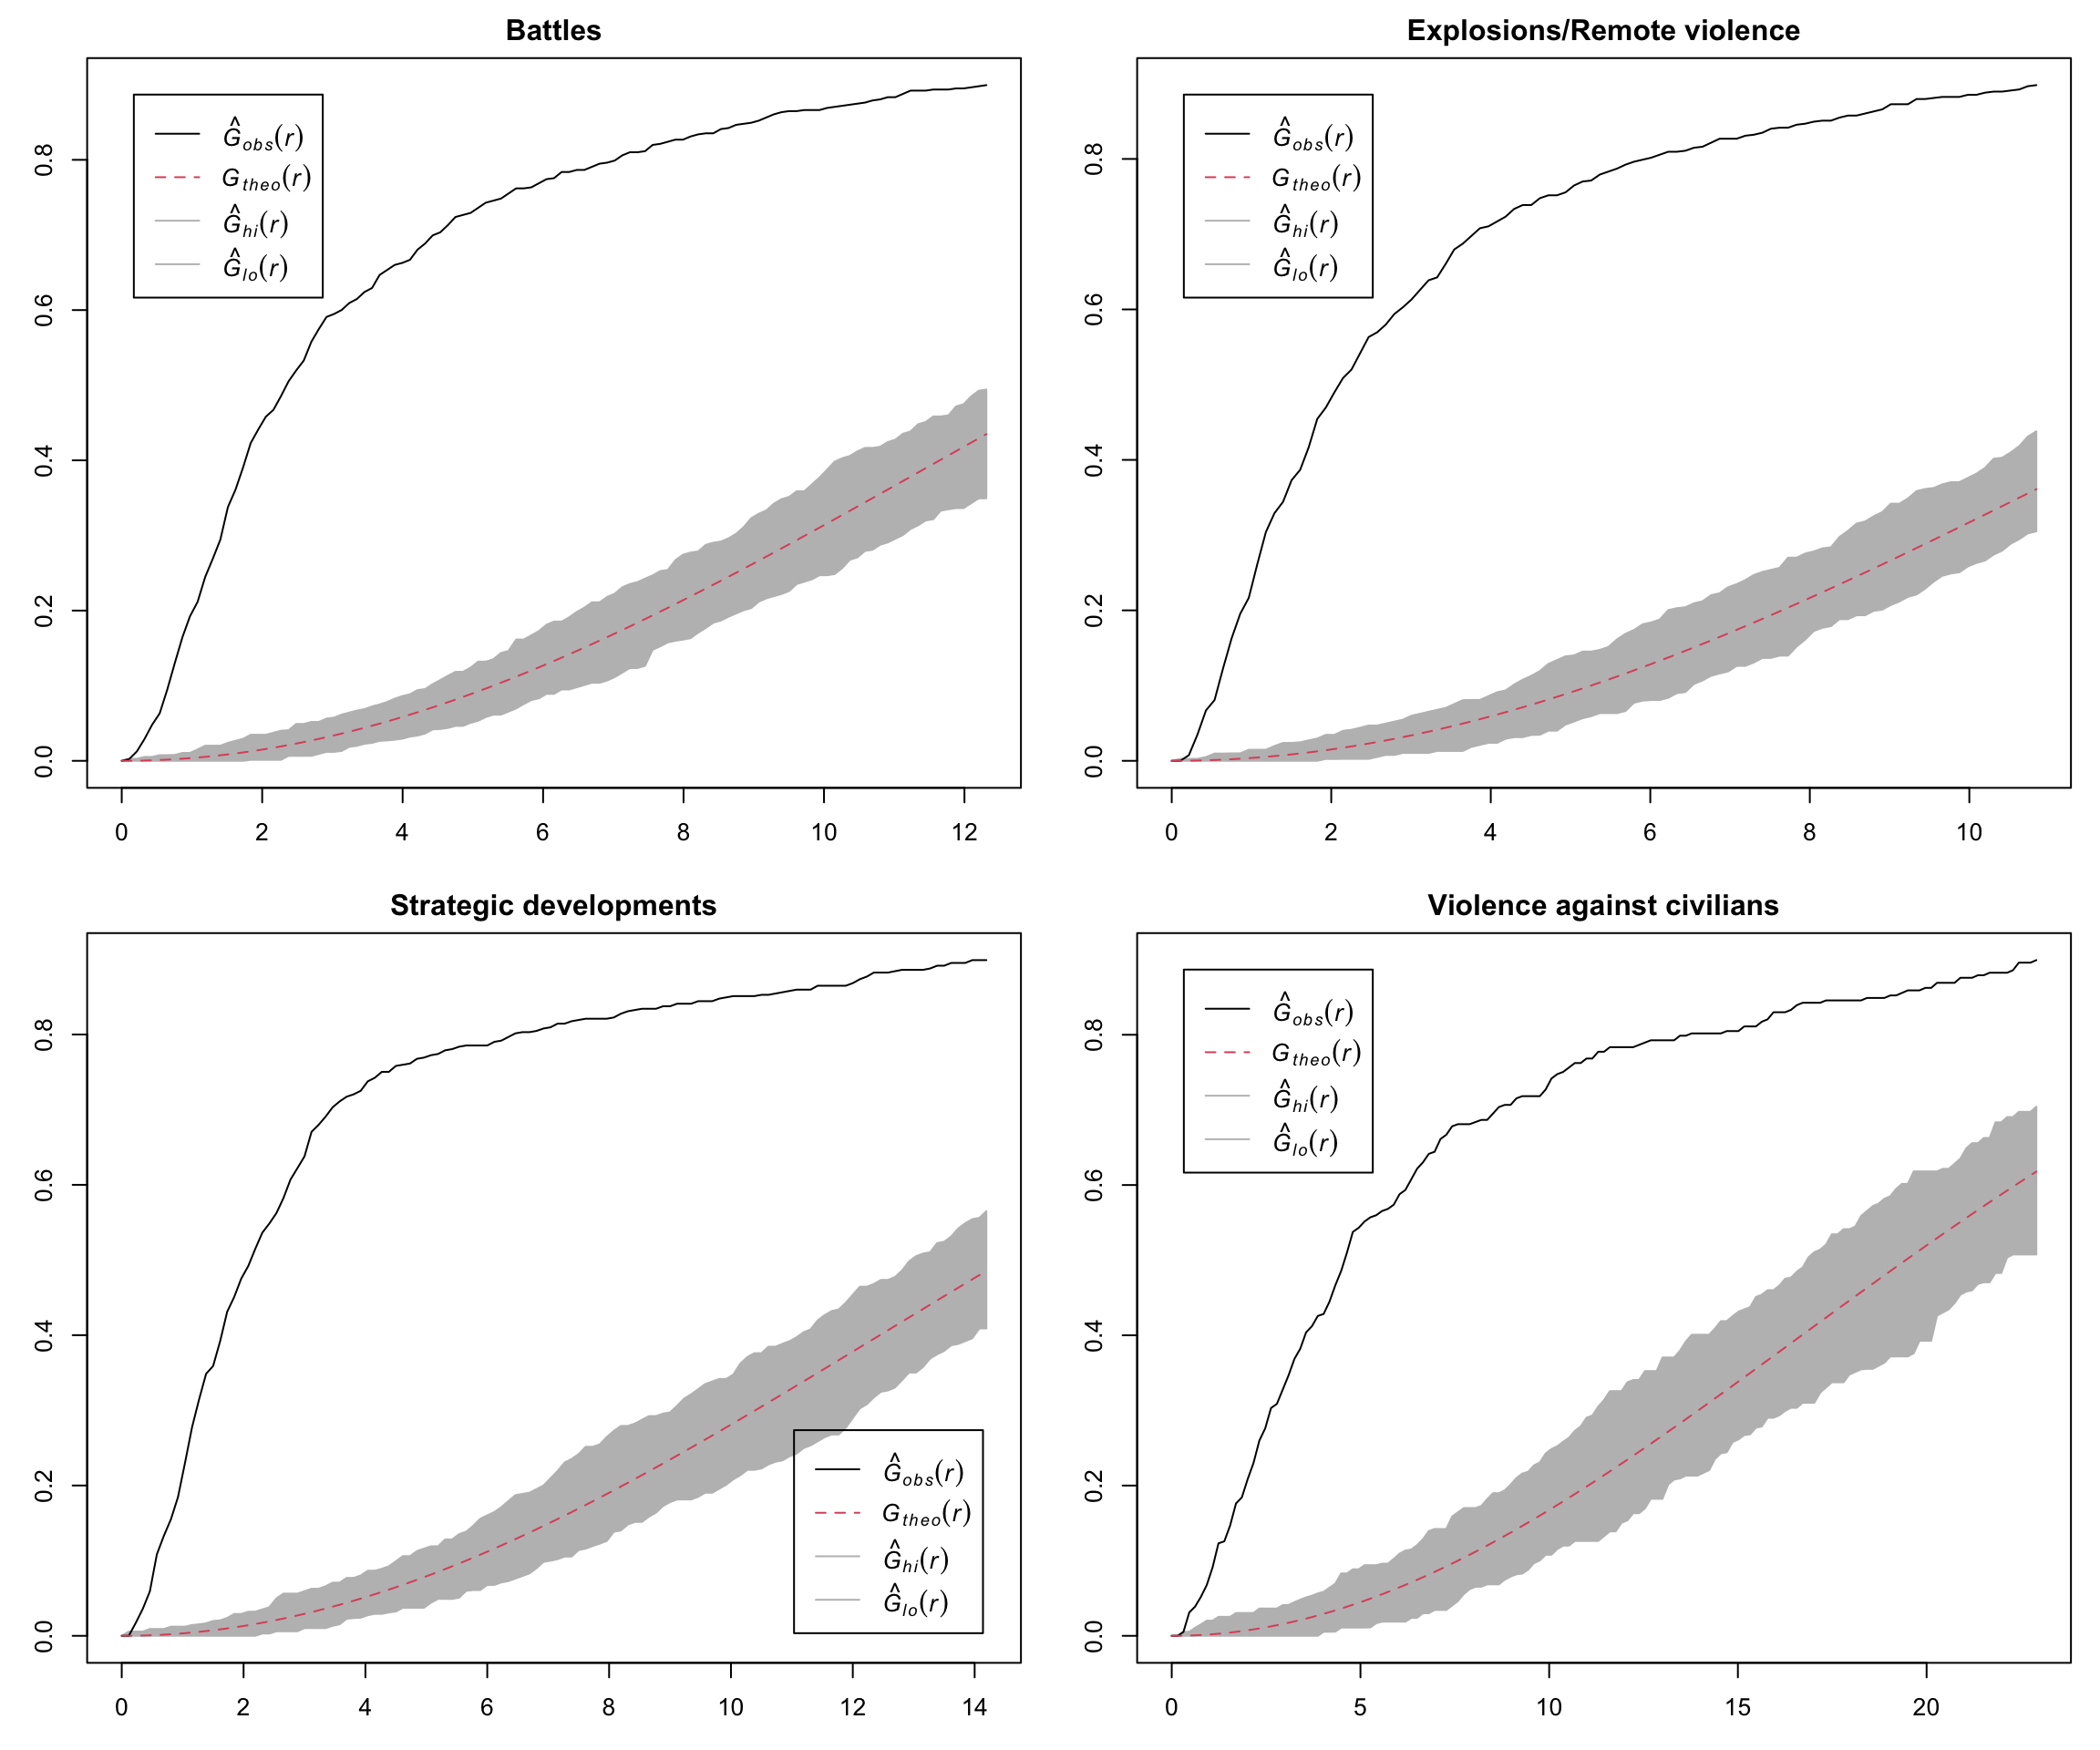 Battles
Ĝobs(r)
Gtheo(r)
Ĝhi(r)
Ĝlo(r)
0.0 0.2 0.4 0.6 0.8
0 2 4 6 8 10 12
Explosions/Remote violence
Ĝobs(r)
Gtheo(r)
Ĝhi(r)
Ĝlo(r)
0.0 0.2 0.4 0.6 0.8
0 2 4 6 8 10
Strategic developments
Ĝobs(r)
Gtheo(r)
Ĝhi(r)
Ĝlo(r)
0.0 0.2 0.4 0.6 0.8
0 2 4 6 8 10 12 14
Violence against civilians
Ĝobs(r)
Gtheo(r)
Ĝhi(r)
Ĝlo(r)
0.0 0.2 0.4 0.6 0.8
0 5 10 15 20